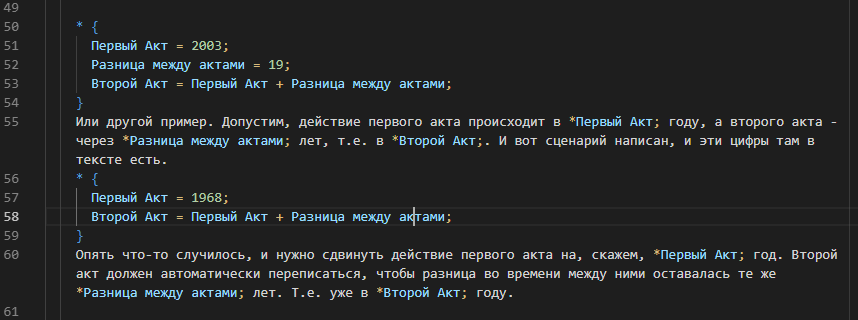 49
50 * {
51 Первый Акт = 2003;
52 Разница между актами = 19;
53 Второй Акт = Первый Акт + Разница между актами;
54 }
55 Или другой пример. Допустим, действие первого акта происходит в *Первый Акт; году, а второго акта -
через *Разница между актами; лет, т.е. в *Второй Акт;. И вот сценарий написан, и эти цифры там в
тексте есть.
56 * {
57 Первый Акт = 1968;
58 Второй Акт = Первый Акт + Разница между актами;
59 }
60 Опять что-то случилось, и нужно сдвинуть действие первого акта на, скажем, *Первый Акт; год. Второй
акт должен автоматически переписаться, чтобы разница во времени между ними оставалась те же
*Разница между актами; лет. Т.е. уже в *Второй Акт; году.
61